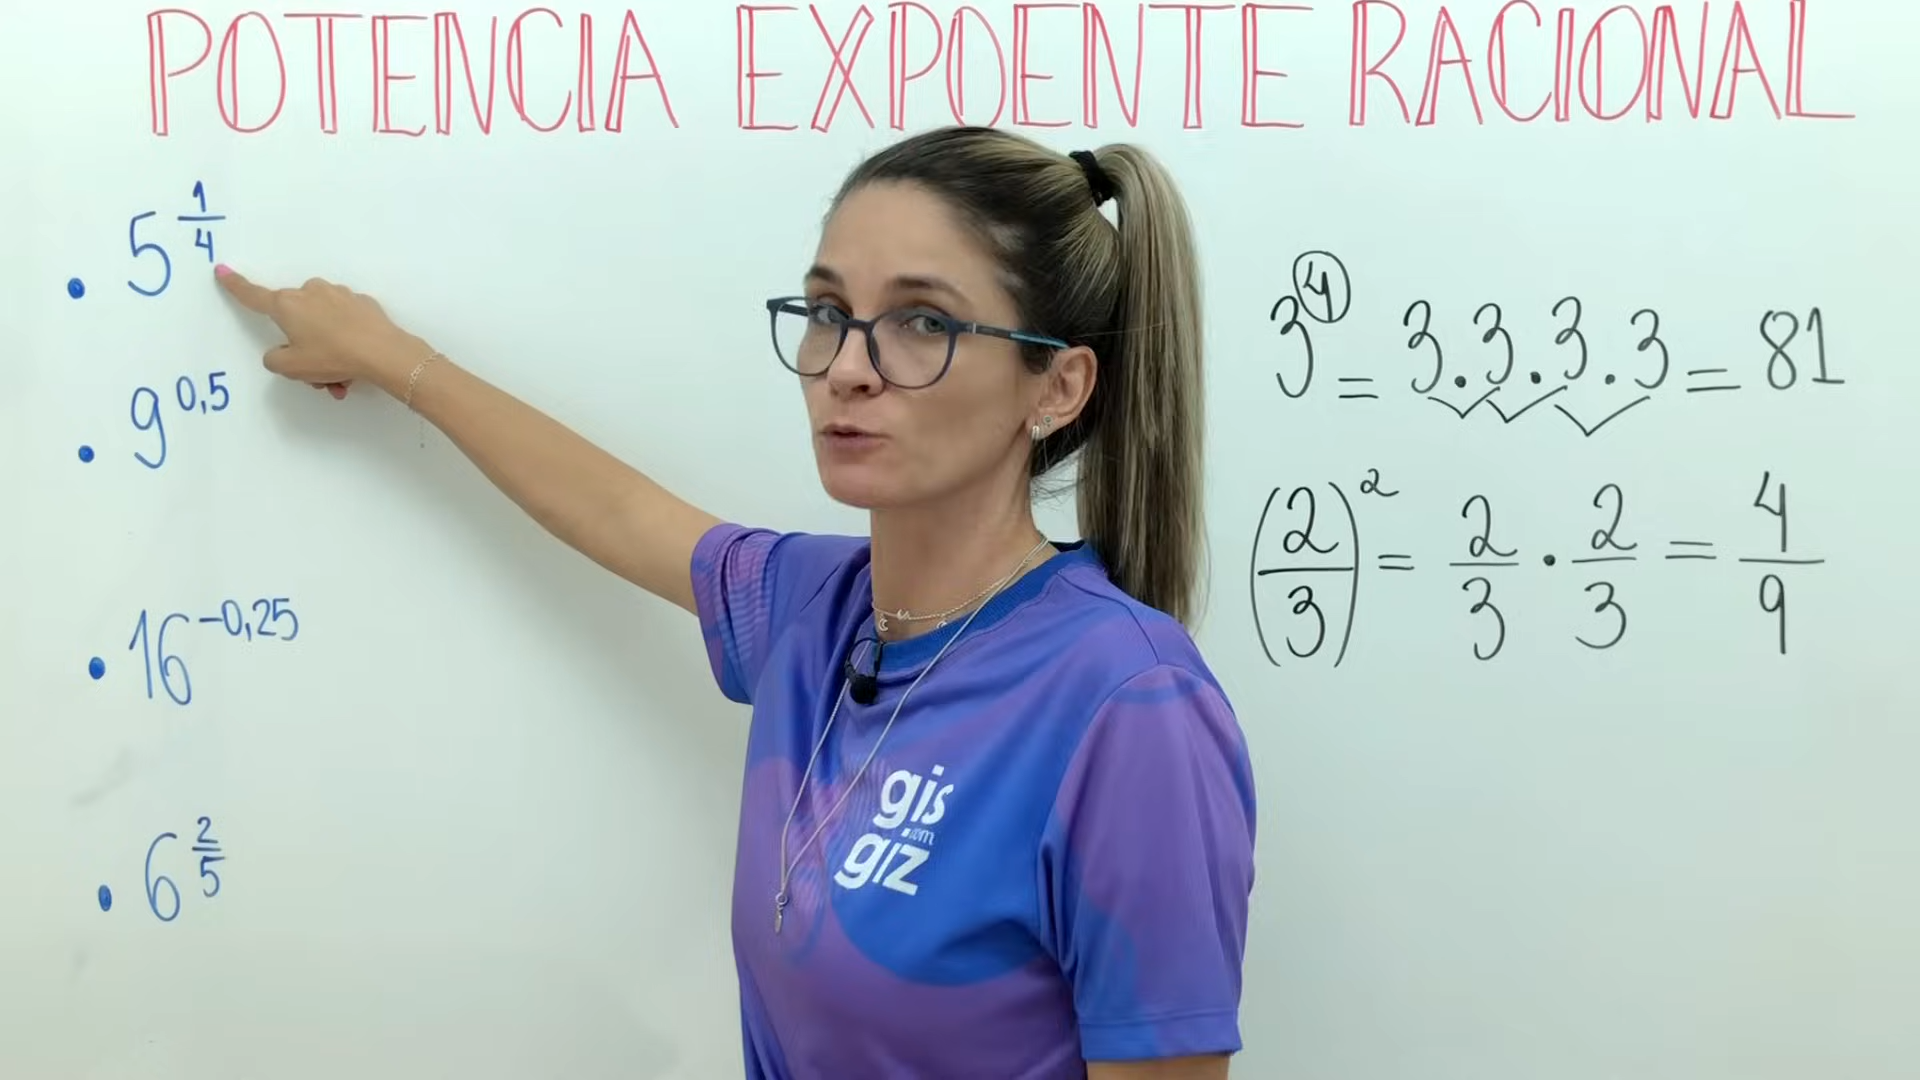 POTENCIA EXPOENTE RACIONAL
• 5^(1/4)
• 9^(0,5)
• 16^(-0,25)
• 6^(2/5)
3^4 = 3.3.3.3 = 81
(2/3)^2 = 2/3 · 2/3 = 4/9
gis
.com
giz